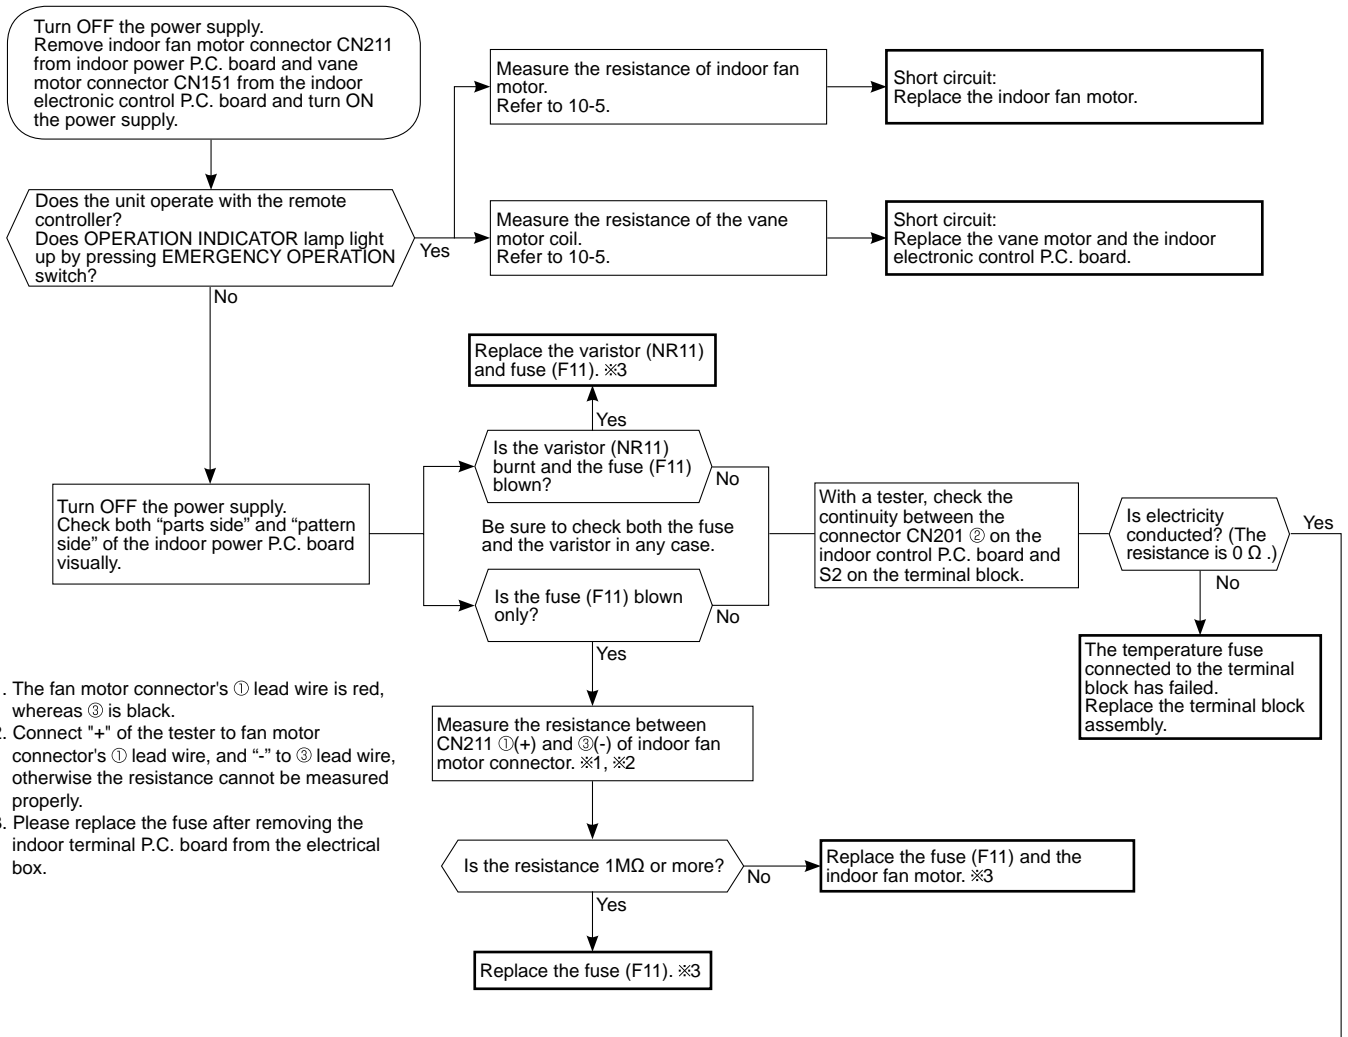 Turn OFF the power supply.
Remove indoor fan motor connector CN211
from indoor power P.C. board and vane
motor connector CN151 from the indoor
electronic control P.C. board and turn ON
the power supply.
Measure the resistance of indoor fan
motor.
Refer to 10-5.
Short circuit:
Replace the indoor fan motor.
Does the unit operate with the remote
controller?
Does OPERATION INDICATOR lamp light
up by pressing EMERGENCY OPERATION
switch?
Yes
Measure the resistance of the vane
motor coil.
Refer to 10-5.
Short circuit:
Replace the vane motor and the indoor
electronic control P.C. board.
No
Replace the varistor (NR11)
and fuse (F11). ※3
Yes
Is the varistor (NR11)
burnt and the fuse (F11)
blown?
No
Turn OFF the power supply.
Check both “parts side” and “pattern
side” of the indoor power P.C. board
visually.
Be sure to check both the fuse
and the varistor in any case.
With a tester, check the
continuity between the
connector CN201 ② on the
indoor control P.C. board and
S2 on the terminal block.
Is electricity
conducted? (The
resistance is 0 Ω .)
Yes
No
Is the fuse (F11) blown
only?
No
Yes
The temperature fuse
connected to the terminal
block has failed.
Replace the terminal block
assembly.
. The fan motor connector's ① lead wire is red,
whereas ③ is black.
2. Connect "+" of the tester to fan motor
connector's ① lead wire, and “-” to ③ lead wire,
otherwise the resistance cannot be measured
properly.
3. Please replace the fuse after removing the
indoor terminal P.C. board from the electrical
box.
Measure the resistance between
CN211 ①(+) and ③(-) of indoor fan
motor connector. ※1, ※2
Is the resistance 1MΩ or more?
No
Replace the fuse (F11) and the
indoor fan motor. ※3
Yes
Replace the fuse (F11). ※3